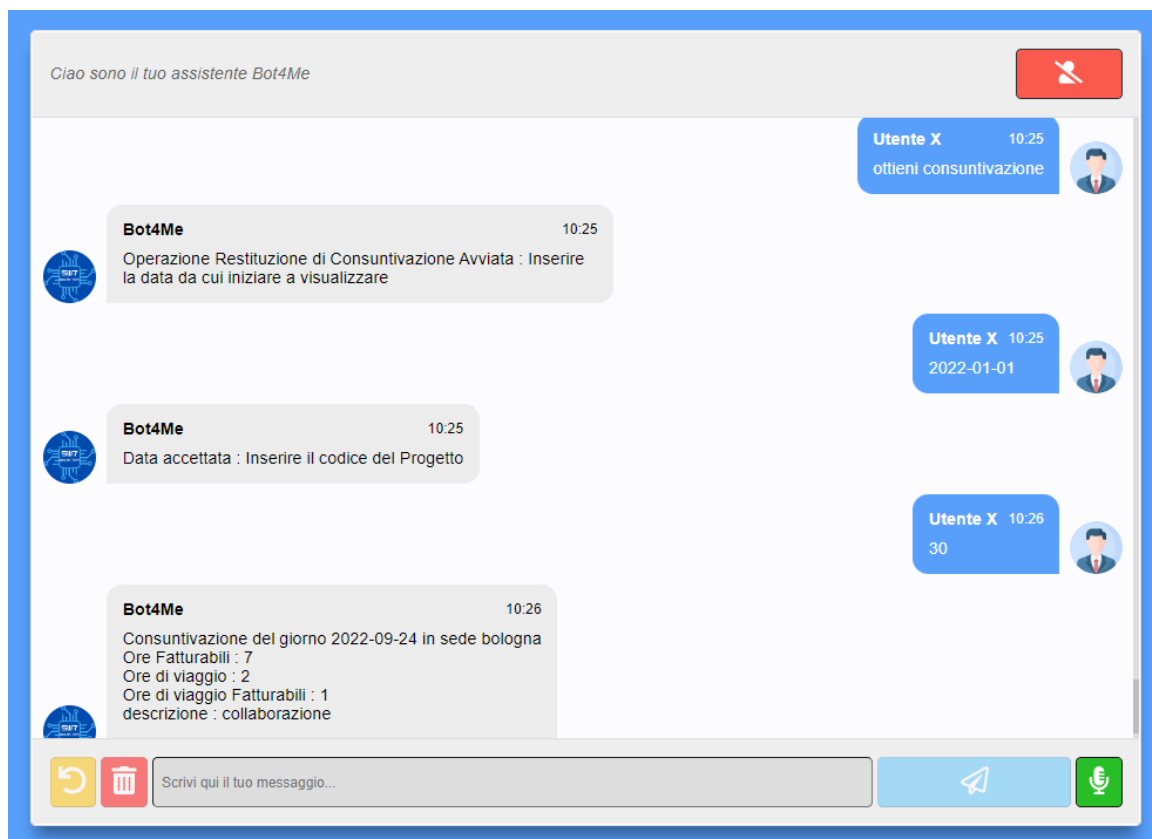 Ciao sono il tuo assistente Bot4Me
Utente X 10:25
ottieni consuntivazione
Bot4Me 10:25
Operazione Restituzione di Consuntivazione Avviata : Inserire
la data da cui iniziare a visualizzare
Utente X 10:25
2022-01-01
Bot4Me 10:25
Data accettata : Inserire il codice del Progetto
Utente X 10:26
30
Bot4Me 10:26
Consuntivazione del giorno 2022-09-24 in sede bologna
Ore Fatturabili : 7
Ore di viaggio : 2
Ore di viaggio Fatturabili : 1
descrizione : collaborazione
Scrivi qui il tuo messaggio...